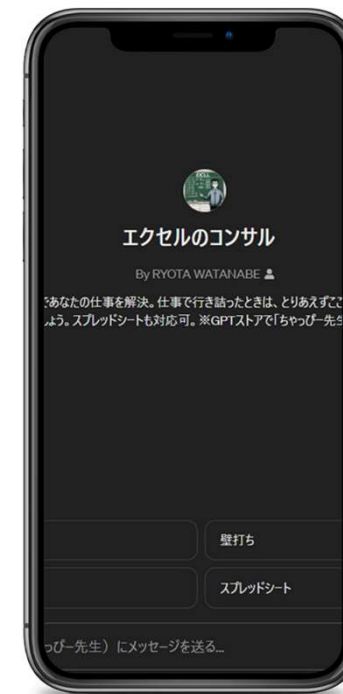 エクセルのコンサル
By RYOTA WATANABE
であなたの仕事を解決。仕事で行き詰ったときは、とりあえずここ
しょう。スプレッドシートも対応可。※GPTストアで「ちゃっぴー先生
壁打ち
スプレッドシート
っぴー先生）にメッセージを送る...